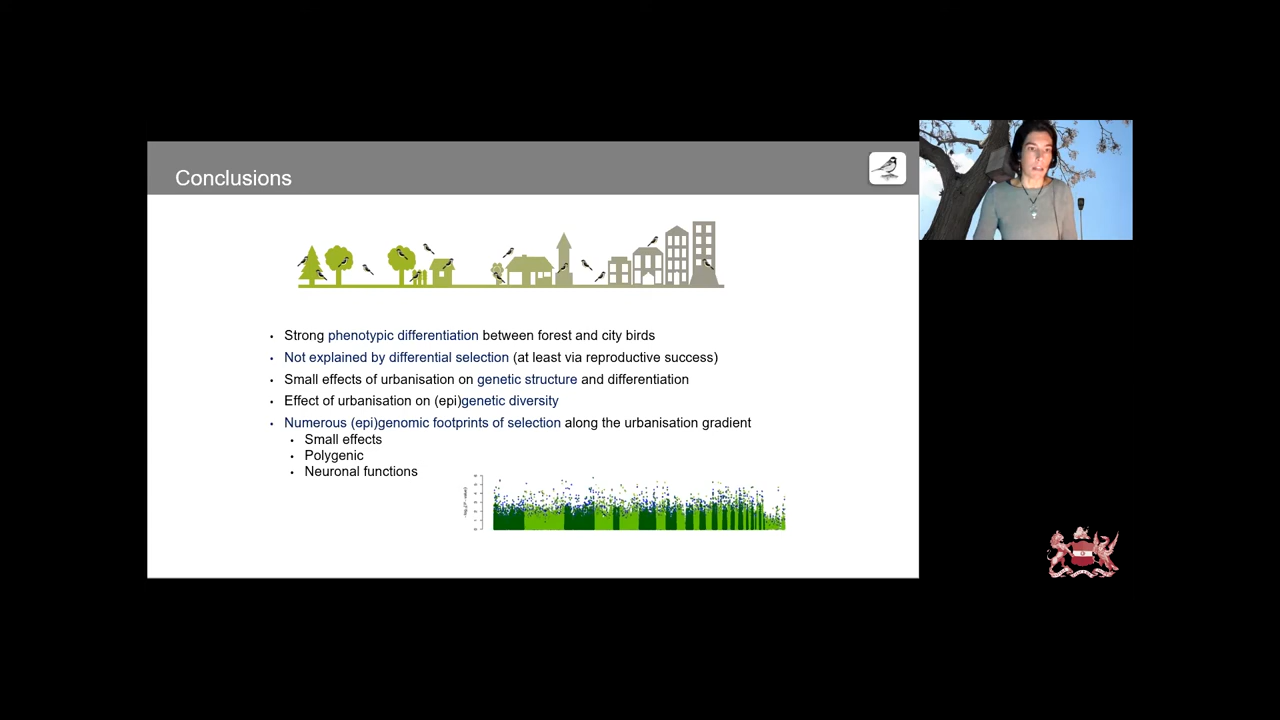 Conclusions
Strong phenotypic differentiation between forest and city birds
Not explained by differential selection (at least via reproductive success)
Small effects of urbanisation on genetic structure and differentiation
Effect of urbanisation on (epi)genetic diversity
Numerous (epi)genomic footprints of selection along the urbanisation gradient
Small effects
Polygenic
Neuronal functions